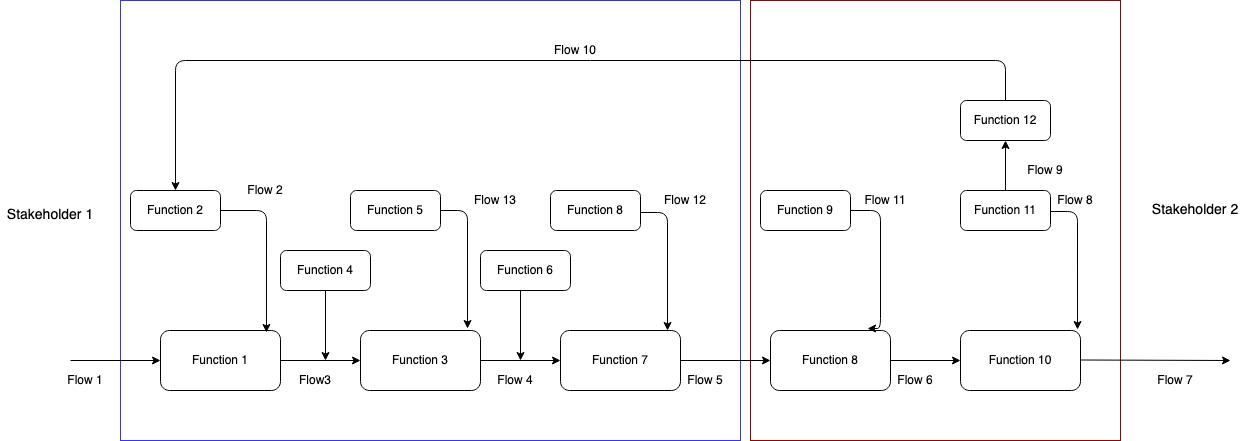 Flow 10
Function 12
Flow 9
Flow 2
Flow 13
Flow 12
Flow 11
Flow 8
Stakeholder 1
Function 2
Function 5
Function 8
Function 9
Function 11
Stakeholder 2
Function 4
Function 6
Function 1
Function 3
Function 7
Function 8
Function 10
Flow 1
Flow3
Flow 4
Flow 5
Flow 6
Flow 7